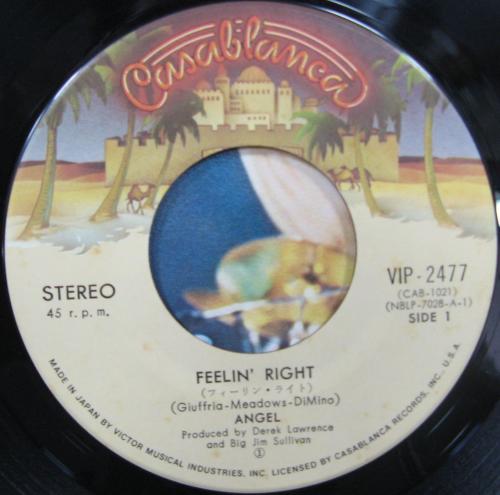 Casablanca
STEREO
45 r.p.m.
VIP-2477
(CAB-1021)
(NBLP-7028-A-1)
SIDE 1
FEELIN' RIGHT
(フィーリン・ライト)
(Giuffria-Meadows-DiMino)
ANGEL
Produced by Derek Lawrence
and Big Jim Sullivan
①
MADE IN JAPAN BY VICTOR MUSICAL INDUSTRIES, INC. LICENSED BY CASABLANCA RECORDS, INC., U.S.A.